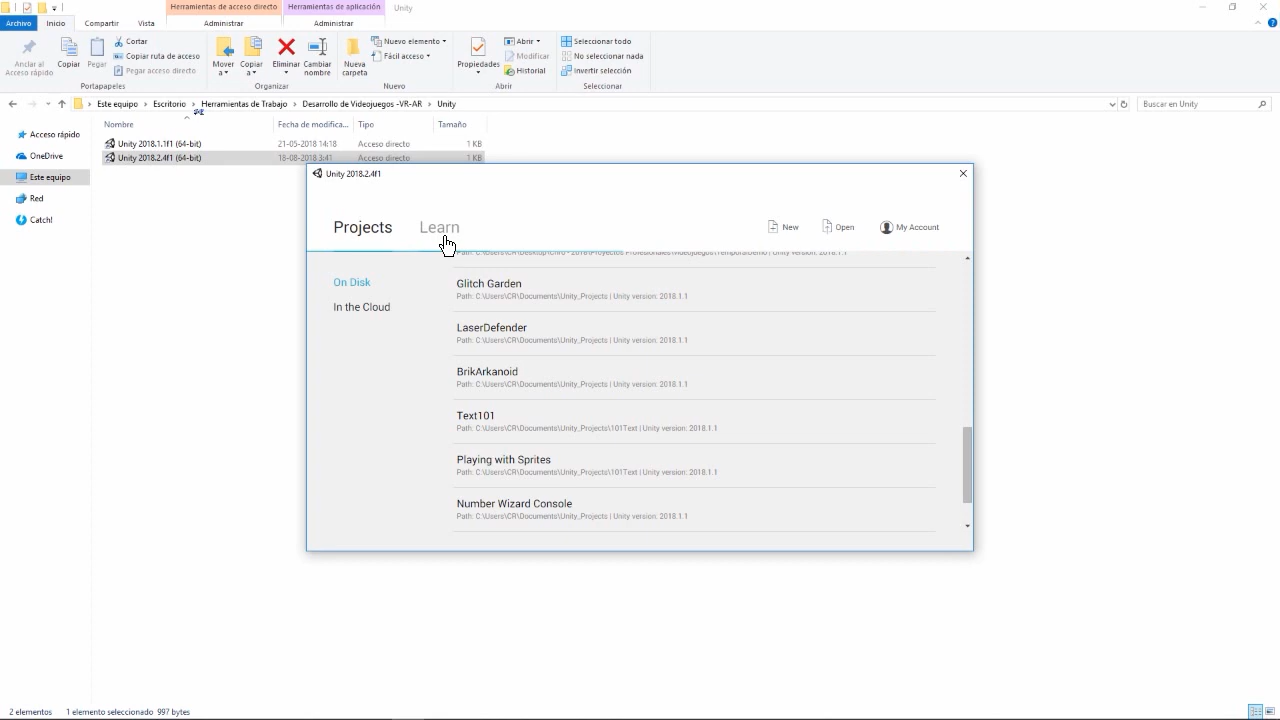 Herramientas de acceso directo Herramientas de aplicación Unity
Archivo Inicio Compartir Vista Administrar Administrar
Anclar al Acceso rápido
Copiar
Pegar
Cortar
Copiar ruta de acceso
Pegar acceso directo
Portapapeles
Mover a
Copiar a
Eliminar
Cambiar nombre
Organizar
Nueva carpeta
Nuevo elemento
Fácil acceso
Nuevo
Propiedades
Abrir
Modificar
Historial
Abrir
Seleccionar todo
No seleccionar nada
Invertir selección
Seleccionar
Este equipo > Escritorio > Herramientas de Trabajo > Desarrollo de Videojuegos -VR-AR > Unity
Buscar en Unity
Nombre Fecha de modifica... Tipo Tamaño
Unity 2018.1.1f1 (64-bit) 21-05-2018 14:18 Acceso directo 1 KB
Unity 2018.2.4f1 (64-bit) 18-08-2018 3:41 Acceso directo 1 KB
Acceso rápido
OneDrive
Este equipo
Red
Catch!
Unity 2018.2.4f1
Projects Learn
New Open My Account
On Disk
In the Cloud
Glitch Garden
Path: C:\Users\CR\Documents\Unity_Projects | Unity version: 2018.1.1
LaserDefender
Path: C:\Users\CR\Documents\Unity_Projects | Unity version: 2018.1.1
BrikArkanoid
Path: C:\Users\CR\Documents\Unity_Projects | Unity version: 2018.1.1
Text101
Path: C:\Users\CR\Documents\Unity_Projects\101Text | Unity version: 2018.1.1
Playing with Sprites
Path: C:\Users\CR\Documents\Unity_Projects\101Text | Unity version: 2018.1.1
Number Wizard Console
Path: C:\Users\CR\Documents\Unity_Projects | Unity version: 2018.1.1
2 elementos 1 elemento seleccionado 997 bytes